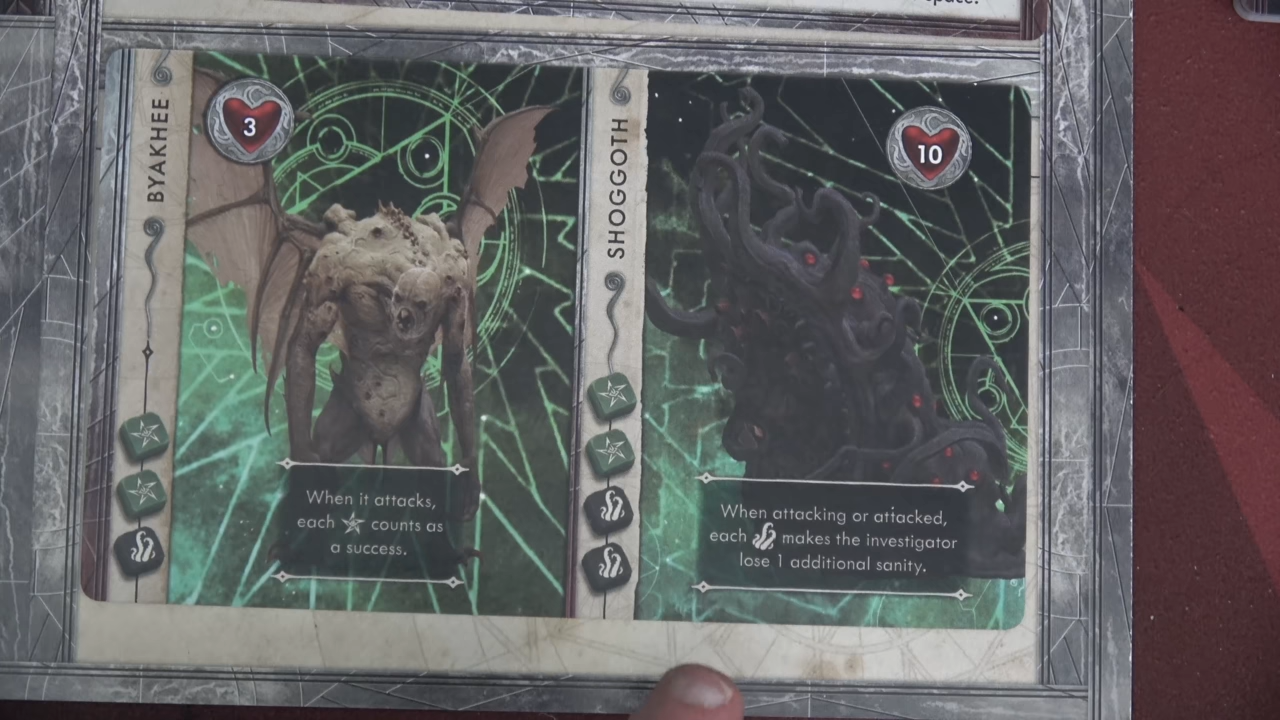 space.
BYAKHEE
3
When it attacks,
each counts as
a success.
SHOGGOTH
10
When attacking or attacked,
each makes the investigator
lose 1 additional sanity.